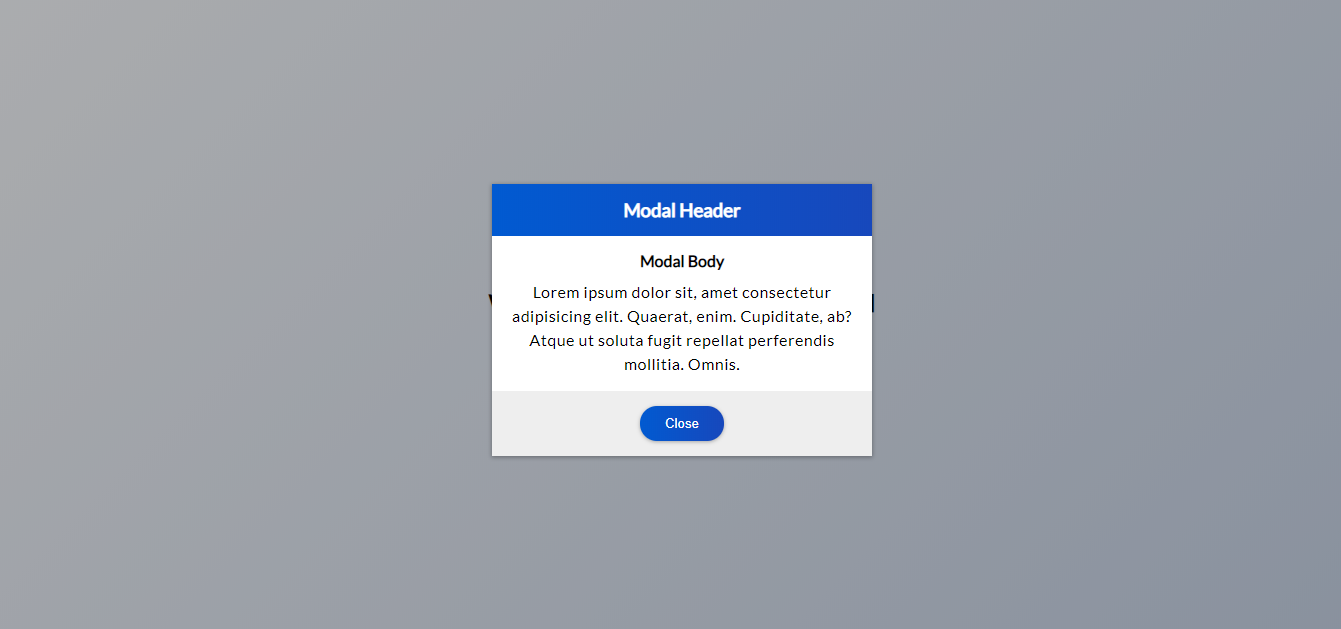 Modal Header
Modal Body
Lorem ipsum dolor sit, amet consectetur
adipisicing elit. Quaerat, enim. Cupiditate, ab?
Atque ut soluta fugit repellat perferendis
mollitia. Omnis.
Close